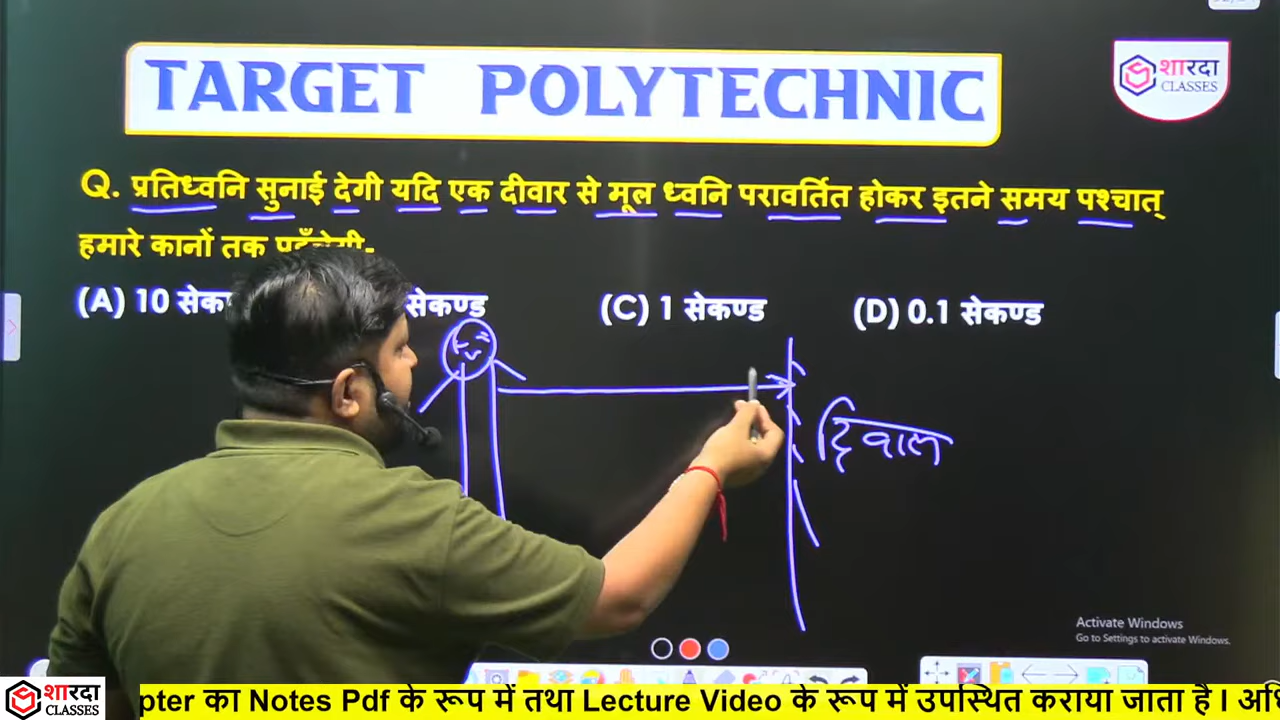 TARGET POLYTECHNIC
शारदा
CLASSES
Q. प्रतिध्वनि सुनाई देगी यदि एक दीवार से मूल ध्वनि परावर्तित होकर इतने समय पश्चात्
हमारे कानों तक
(A) 10 सेकण्ड (C) 1 सेकण्ड (D) 0.1 सेकण्ड
दिवाल
Activate Windows
Go to Settings to activate Windows.
शारदा
CLASSES
pter का Notes Pdf के रूप में तथा Lecture Video के रूप में उपस्थित कराया जाता है।